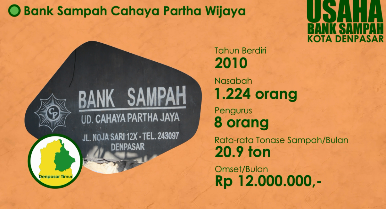 Bank Sampah Cahaya Partha Wijaya
USAHA
BANK SAMPAH
KOTA DENPASAR
BANK SAMPAH
UD. CAHAYA PARTHA JAYA
JL. NOJA SARI 12X - TEL. 243097
DENPASAR
CP
Denpasar Timur
Tahun Berdiri
2010
Nasabah
1.224 orang
Pengurus
8 orang
Rata-rata Tonase Sampah/Bulan
20.9 ton
Omset/Bulan
Rp 12.000.000,-